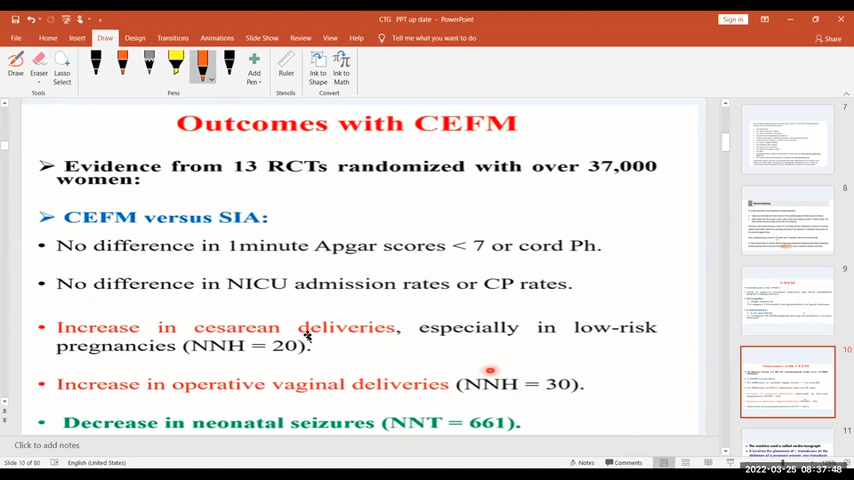 CTG PPT up date - PowerPoint
Sign in
File Home Insert Draw Design Transitions Animations Slide Show Review View Help Tell me what you want to do Share
Draw Eraser Lasso Select Add Pen Ruler Ink to Shape Ink to Math
Tools Pens Stencils Convert
Outcomes with CEFM
➢ Evidence from 13 RCTs randomized with over 37,000
women:
➢ CEFM versus SIA:
• No difference in 1minute Apgar scores < 7 or cord Ph.
• No difference in NICU admission rates or CP rates.
• Increase in cesarean deliveries, especially in low-risk
pregnancies (NNH = 20).
• Increase in operative vaginal deliveries (NNH = 30).
• Decrease in neonatal seizures (NNT = 661).
7
8
9
CEFM
10
Outcomes with CEFM
11
Click to add notes
Slide 10 of 80 English (United States) Notes Comments
2022-03-25 08:37:48